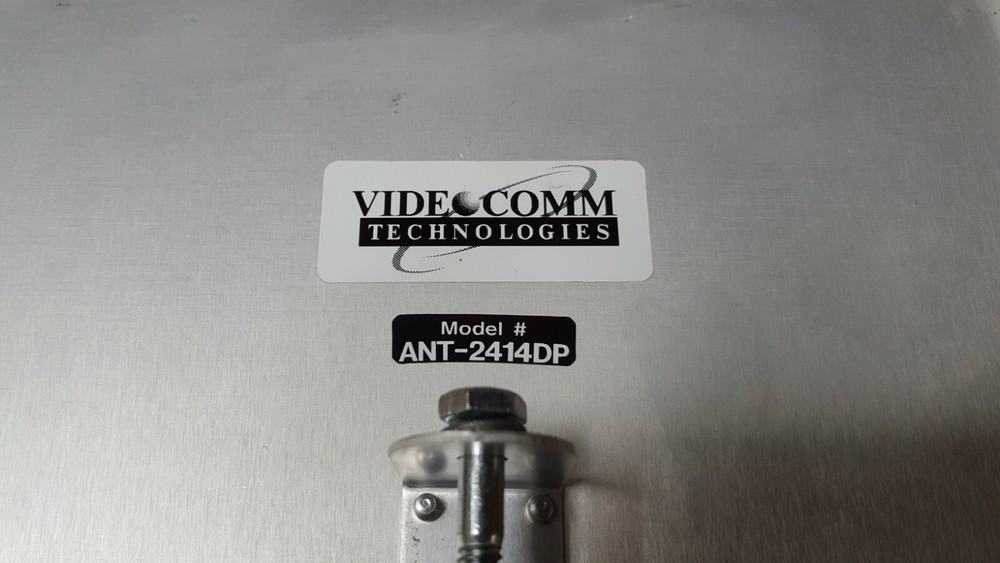 VIDEOCOMM
TECHNOLOGIES
Model #
ANT-2414DP